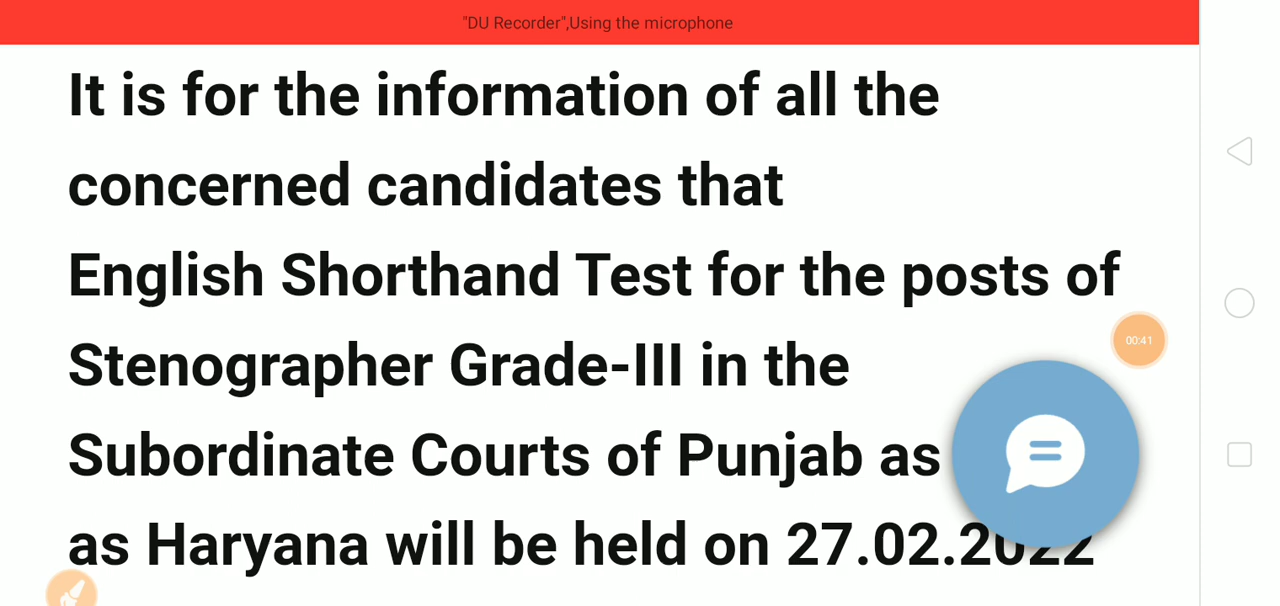 "DU Recorder",Using the microphone
It is for the information of all the
concerned candidates that
English Shorthand Test for the posts of
Stenographer Grade-III in the
00:41
Subordinate Courts of Punjab as
as Haryana will be held on 27.02.2022